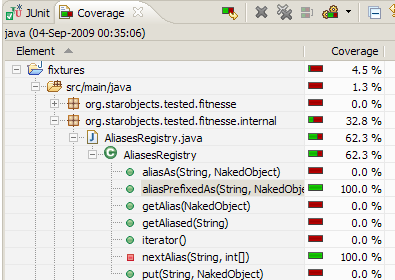 JUnit Coverage
java (04-Sep-2009 00:35:06)
Element Coverage
fixtures 4.5 %
src/main/java 1.3 %
org.starobjects.tested.fitnesse 0.0 %
org.starobjects.tested.fitnesse.internal 32.8 %
AliasesRegistry.java 62.3 %
AliasesRegistry 62.3 %
aliasAs(String, NakedObject) 0.0 %
aliasPrefixedAs(String, NakedObje 100.0 %
getAlias(NakedObject) 0.0 %
getAliased(String) 0.0 %
iterator() 0.0 %
nextAlias(String, int[]) 100.0 %
put(String, NakedObject) 0.0 %